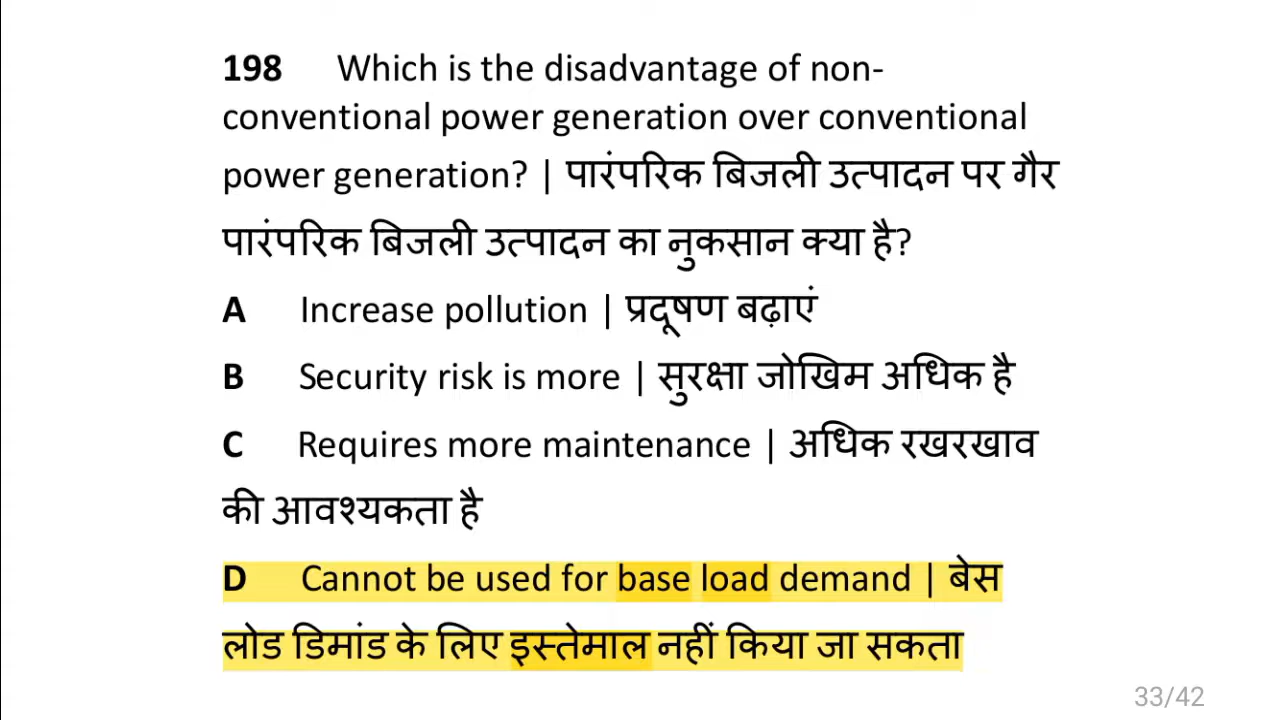 198 Which is the disadvantage of non-
conventional power generation over conventional
power generation? | पारंपरिक बिजली उत्पादन पर गैर
पारंपरिक बिजली उत्पादन का नुकसान क्या है?
A Increase pollution | प्रदूषण बढ़ाएं
B Security risk is more | सुरक्षा जोखिम अधिक है
C Requires more maintenance | अधिक रखरखाव
की आवश्यकता है
D Cannot be used for base load demand | बेस
लोड डिमांड के लिए इस्तेमाल नहीं किया जा सकता
33/42